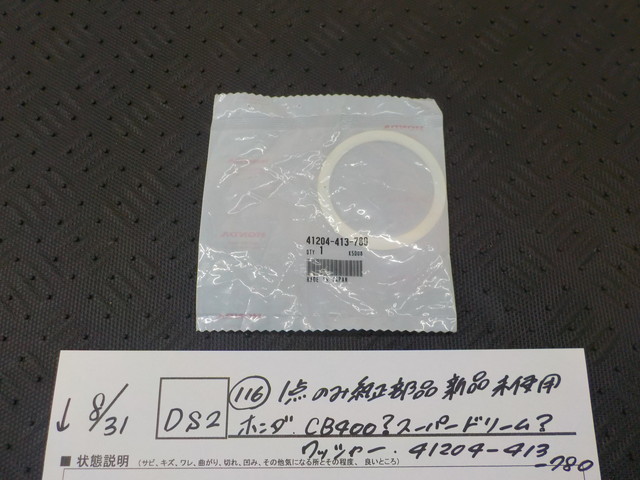 41204-413-780
QTY 1 KS000
MADE IN JAPAN
↓ 8/31 DS2 (116) 1点のみ純正部品 新品 未使用
ホンダ. CB400?スーパードリーム?
ワッシャー. 41204-413
-780
■ 状態説明 (サビ、キズ、ワレ、曲がり、切れ、凹み、その他気になる所とその程度、良いところ)